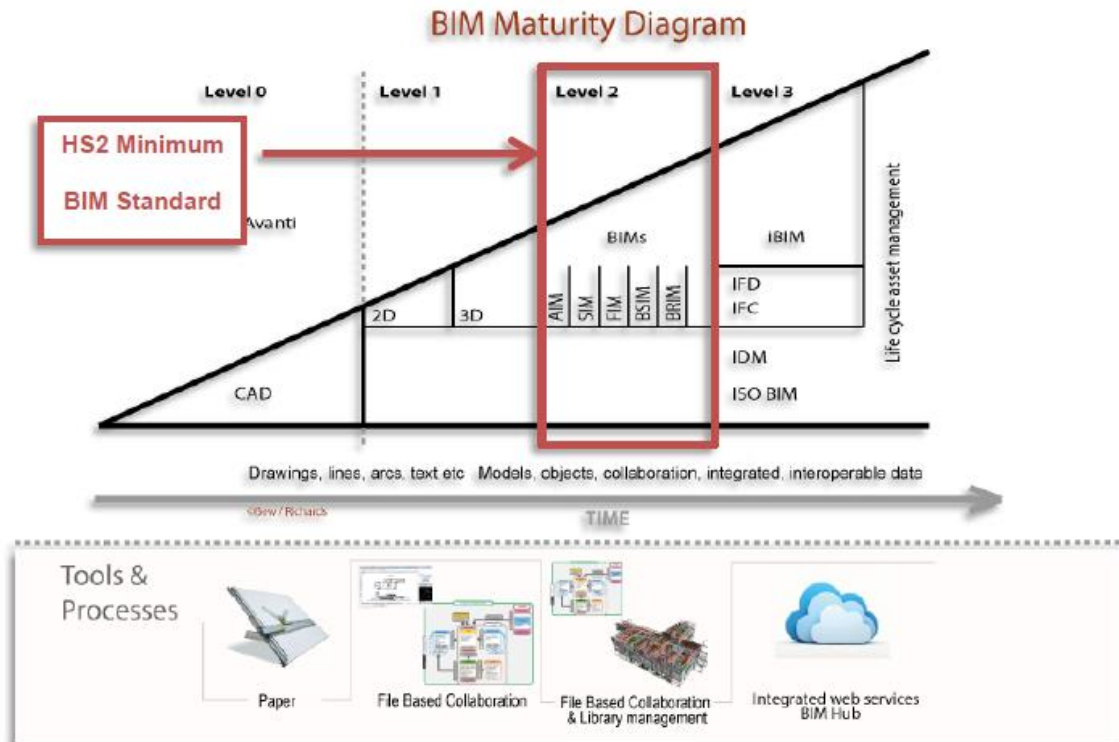 BIM Maturity Diagram
Level 0
Level 1
Level 2
Level 3
HS2 Minimum
BIM Standard
Avanti
BIMs
iBIM
2D
3D
AIM
SIM
FIM
BSIM
BRIM
IFD
IFC
IDM
ISO BIM
CAD
Life cycle asset management
Drawings, lines, arcs, text etc Models, objects, collaboration, integrated, interoperable data
©Bew / Richards
TIME
Tools &
Processes
Paper
File Based Collaboration
File Based Collaboration
& Library management
Integrated web services
BIM Hub